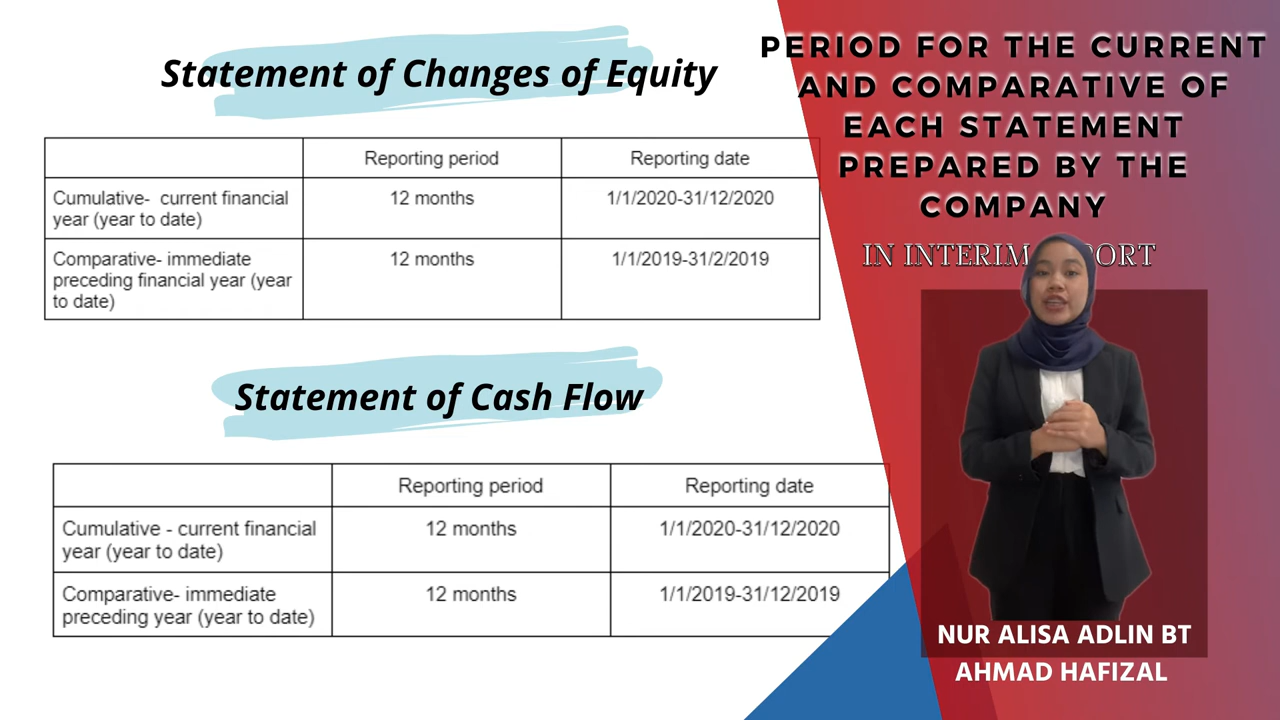 Statement of Changes of Equity
Reporting period Reporting date
Cumulative- current financial
year (year to date)
12 months
1/1/2020-31/12/2020
Comparative- immediate
preceding financial year (year
to date)
12 months
1/1/2019-31/2/2019
Statement of Cash Flow
Reporting period Reporting date
Cumulative - current financial
year (year to date)
12 months
1/1/2020-31/12/2020
Comparative- immediate
preceding year (year to date)
12 months
1/1/2019-31/12/2019
PERIOD FOR THE CURRENT
AND COMPARATIVE OF
EACH STATEMENT
PREPARED BY THE
COMPANY
IN INTERIM
NUR ALISA ADLIN BT
AHMAD HAFIZAL